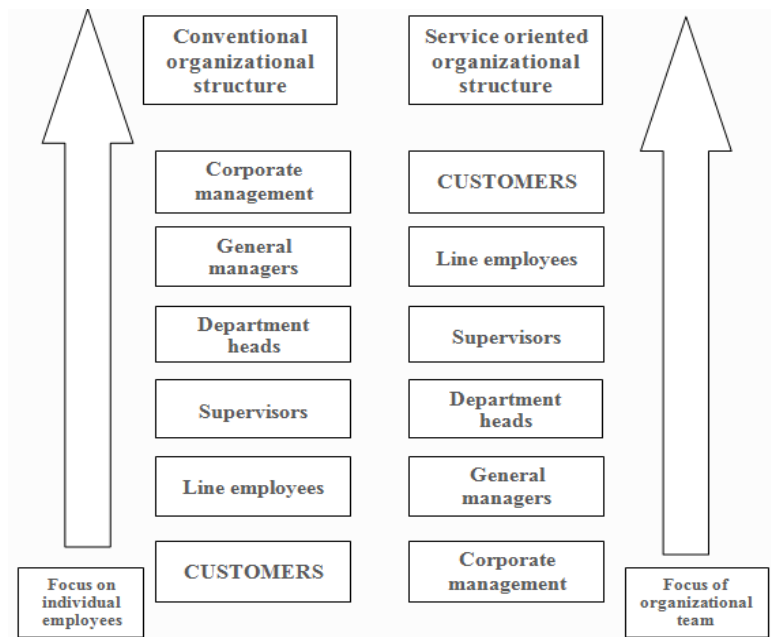 Conventional
organizational
structure
Service oriented
organizational
structure
Corporate
management
CUSTOMERS
General
managers
Line employees
Department
heads
Supervisors
Supervisors
Department
heads
Line employees
General
managers
CUSTOMERS
Corporate
management
Focus on
individual
employees
Focus of
organizational
team